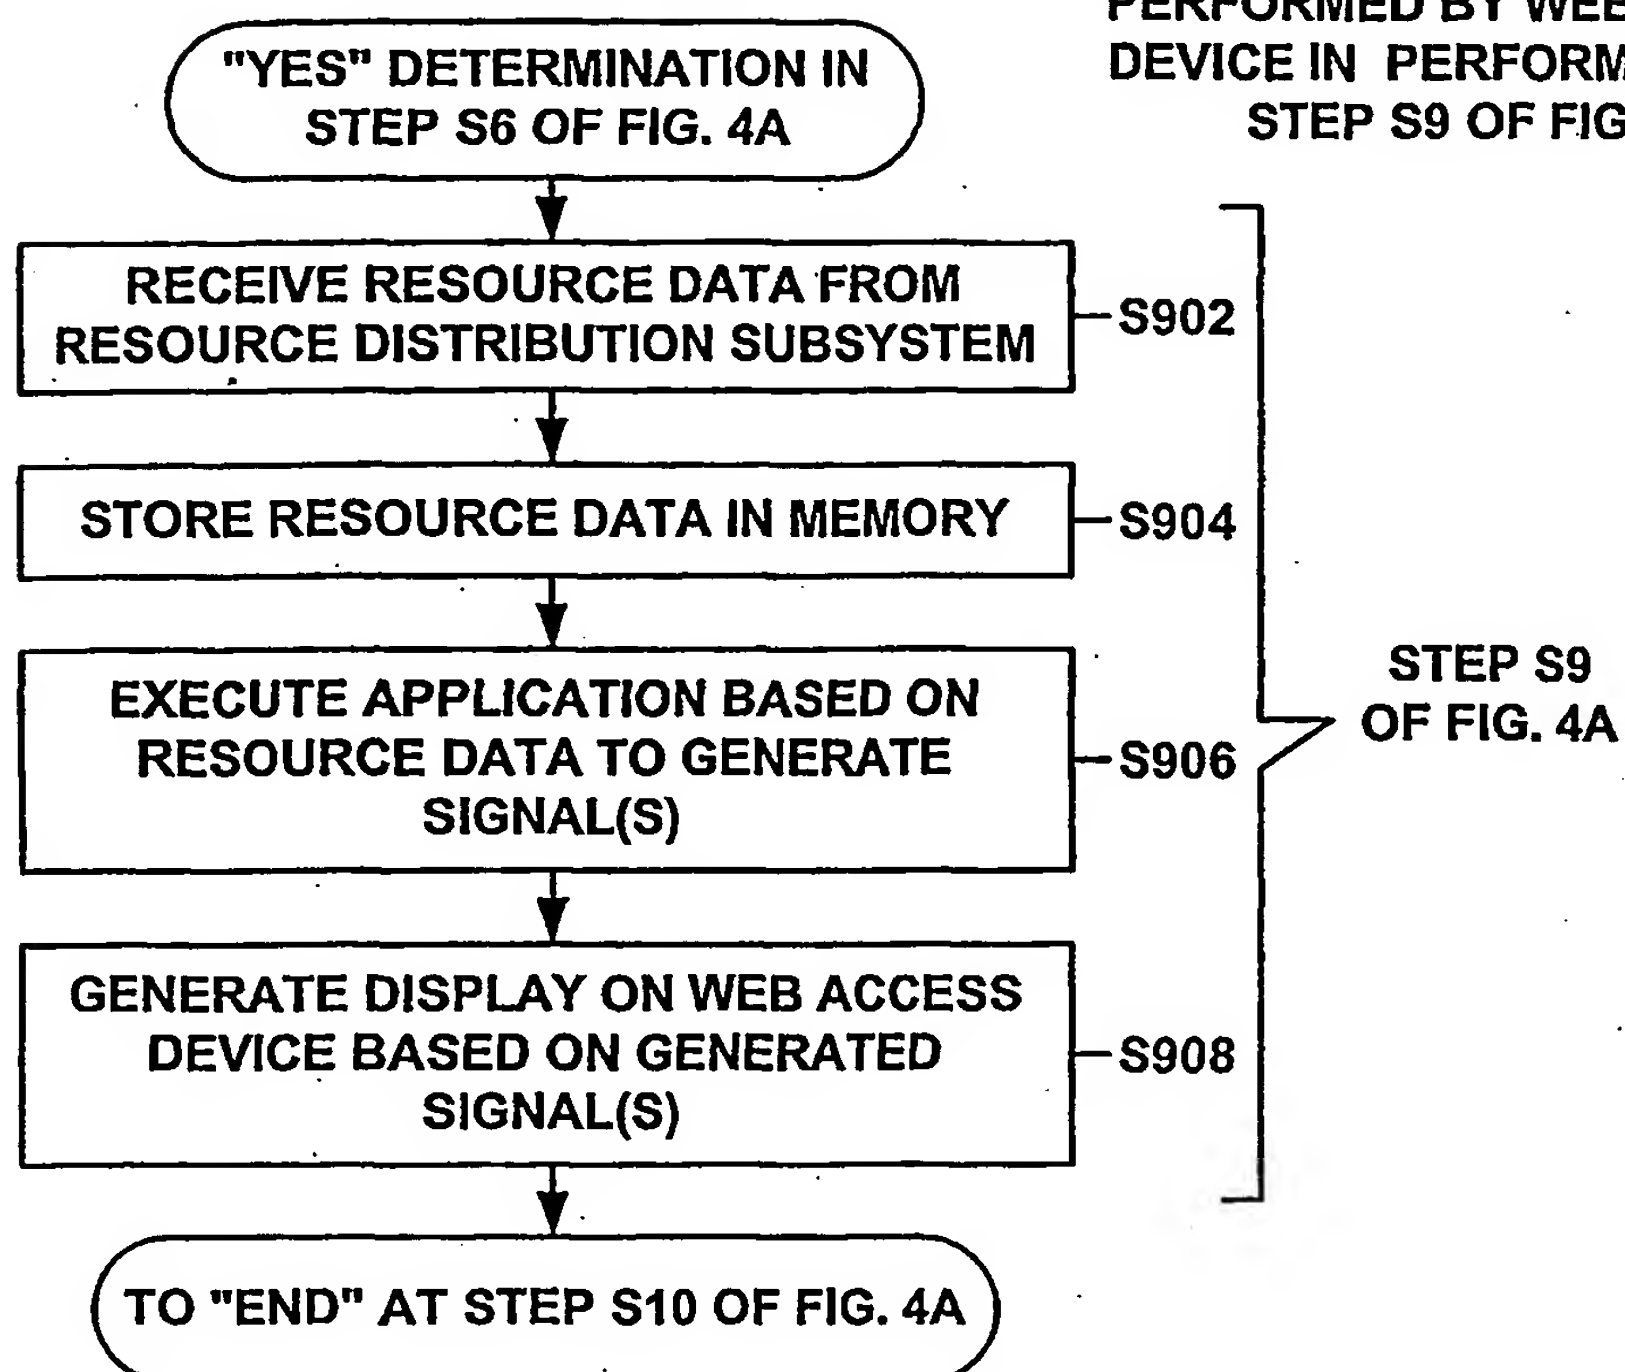 PERFORMED BY WEB
DEVICE IN PERFORM
STEP S9 OF FIG
"YES" DETERMINATION IN
STEP S6 OF FIG. 4A
RECEIVE RESOURCE DATA FROM
RESOURCE DISTRIBUTION SUBSYSTEM
S902
STORE RESOURCE DATA IN MEMORY
S904
EXECUTE APPLICATION BASED ON
RESOURCE DATA TO GENERATE
SIGNAL(S)
S906
STEP S9
OF FIG. 4A
GENERATE DISPLAY ON WEB ACCESS
DEVICE BASED ON GENERATED
SIGNAL(S)
S908
TO "END" AT STEP S10 OF FIG. 4A